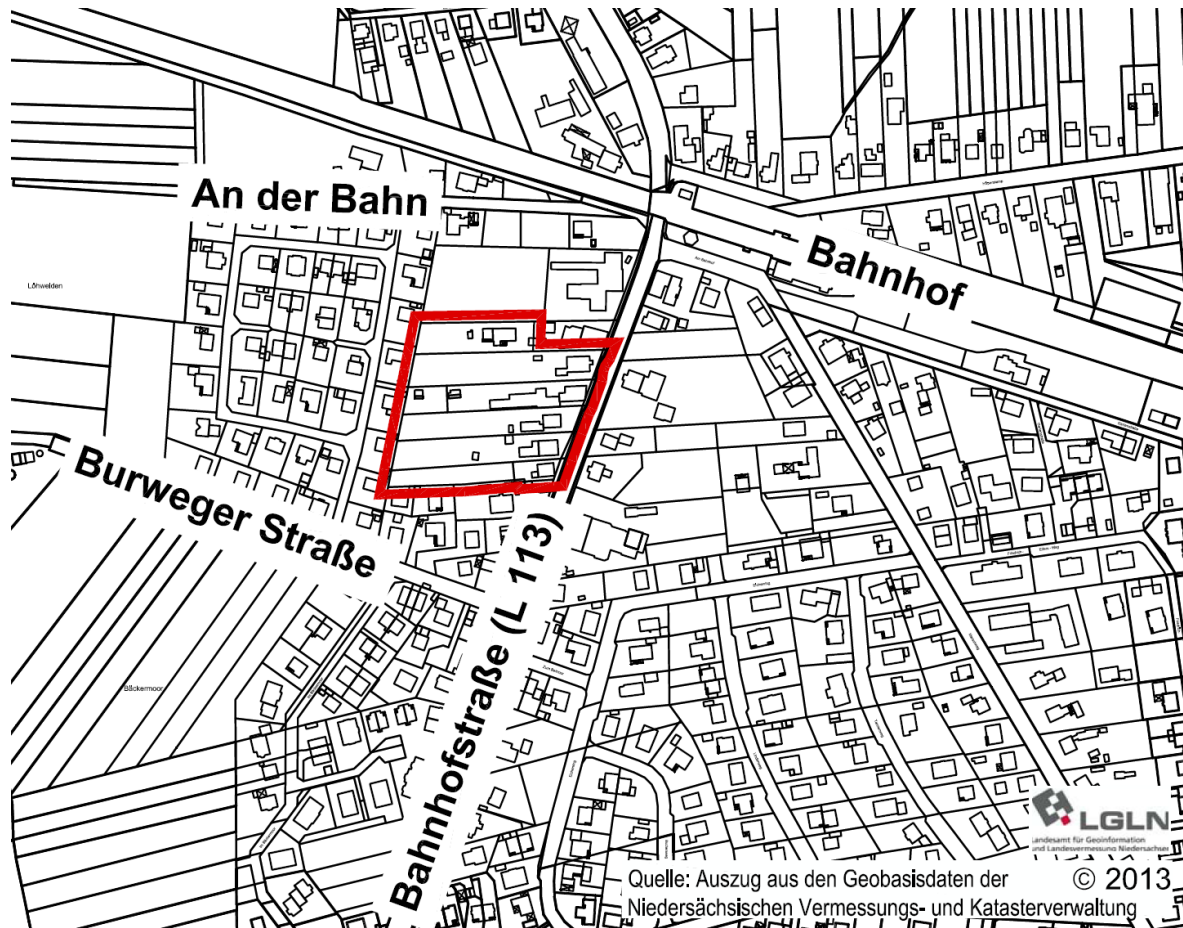 An der Bahn
Bahnhof
Löhwelden
Burweger Straße
Bahnhofstraße (L 113)
Bäckermoor
LGLN
Landesamt für Geoinformation
und Landesvermessung Niedersachsen
Quelle: Auszug aus den Geobasisdaten der © 2013
Niedersächsischen Vermessungs- und Katasterverwaltung